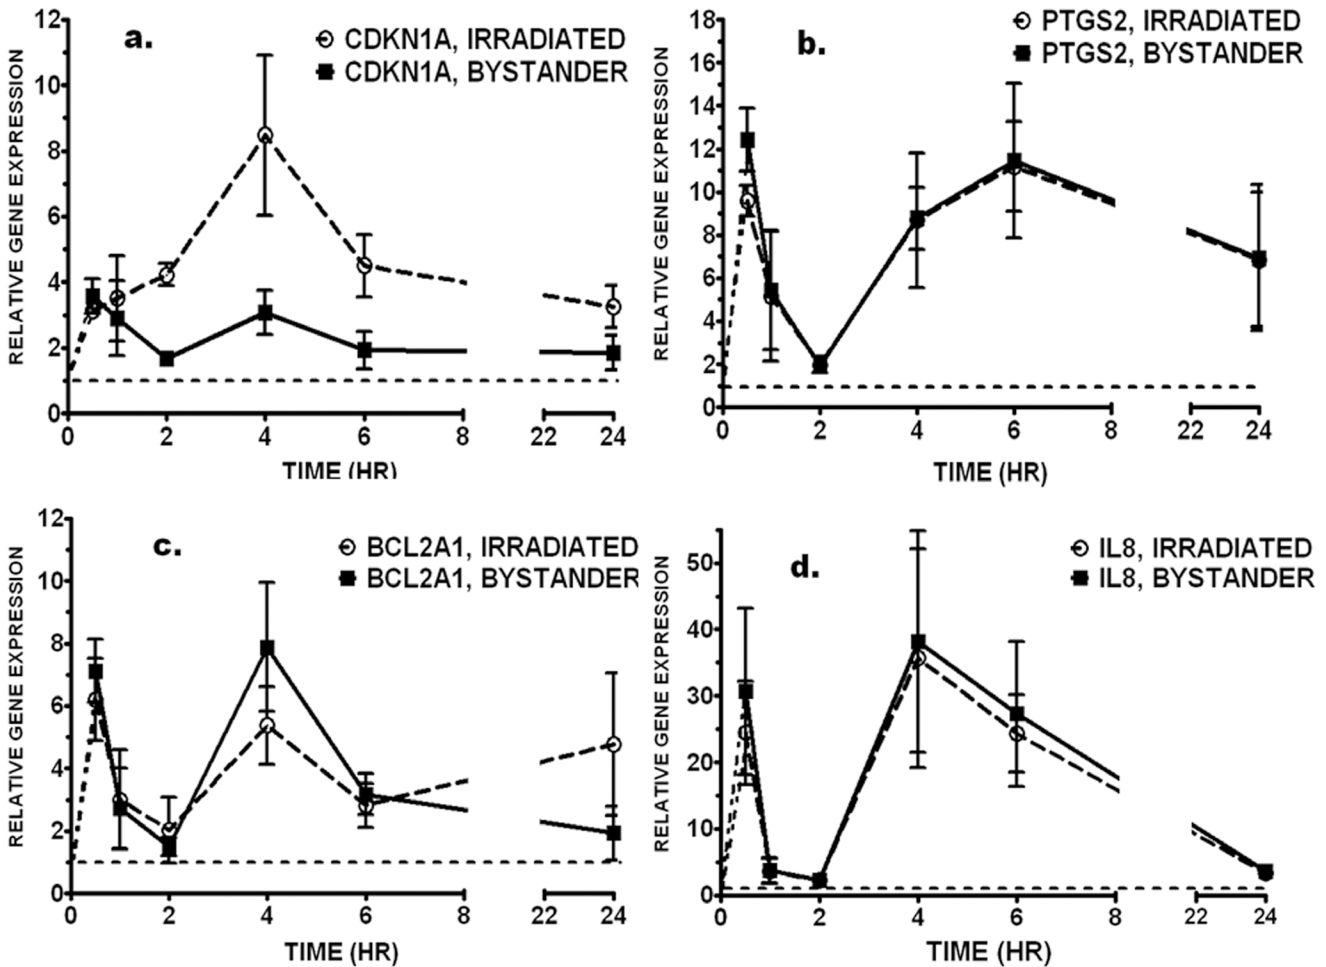 a.
CDKN1A, IRRADIATED
CDKN1A, BYSTANDER
RELATIVE GENE EXPRESSION
12
10
8
6
4
2
0
0 2 4 6 8 22 24
TIME (HR)
b.
PTGS2, IRRADIATED
PTGS2, BYSTANDER
RELATIVE GENE EXPRESSION
18
16
14
12
10
8
6
4
2
0
0 2 4 6 8 22 24
TIME (HR)
c.
BCL2A1, IRRADIATED
BCL2A1, BYSTANDER
RELATIVE GENE EXPRESSION
12
10
8
6
4
2
0
0 2 4 6 8 22 24
TIME (HR)
d.
IL8, IRRADIATED
IL8, BYSTANDER
RELATIVE GENE EXPRESSION
50
40
30
20
10
0
0 2 4 6 8 22 24
TIME (HR)